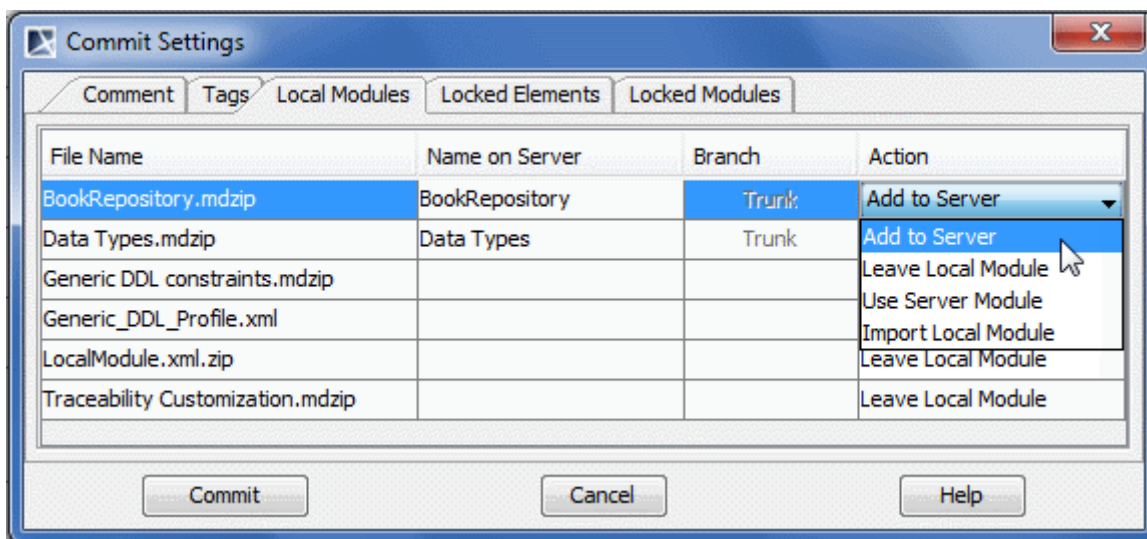 Commit Settings
Comment Tags Local Modules Locked Elements Locked Modules
File Name Name on Server Branch Action
BookRepository.mdzip BookRepository Trunk Add to Server
Data Types.mdzip Data Types Trunk Add to Server
Generic DDL constraints.mdzip Leave Local Module
Generic_DDL_Profile.xml Use Server Module
Import Local Module
LocalModule.xml.zip Leave Local Module
Traceability Customization.mdzip Leave Local Module
Commit Cancel Help